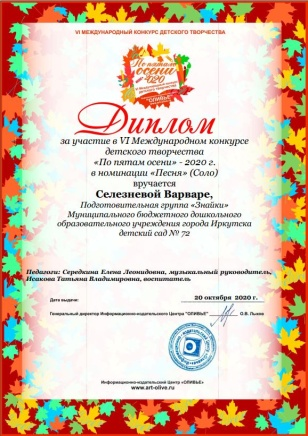 VI МЕЖДУНАРОДНЫЙ КОНКУРС ДЕТСКОГО ТВОРЧЕСТВА
По пятам
осени
2020
"ОЛИВЬЕ"
Диплом
за участие в VI Международном конкурсе
детского творчества
«По пятам осени» - 2020 г.
в номинации «Песня» (Соло)
вручается
Селезневой Варваре,
Подготовительная группа «Знайки»
Муниципального бюджетного дошкольного
образовательного учреждения города Иркутска
детский сад № 72
Педагоги: Середкина Елена Леонидовна, музыкальный руководитель,
Исакова Татьяна Владимировна, воспитатель
Дата выдачи: 20 октября 2020 г.
Генеральный директор Информационно-издательского Центра "ОЛИВЬЕ" О.В. Лыков
Информационно-издательский Центр «ОЛИВЬЕ»
www.art-olive.ru